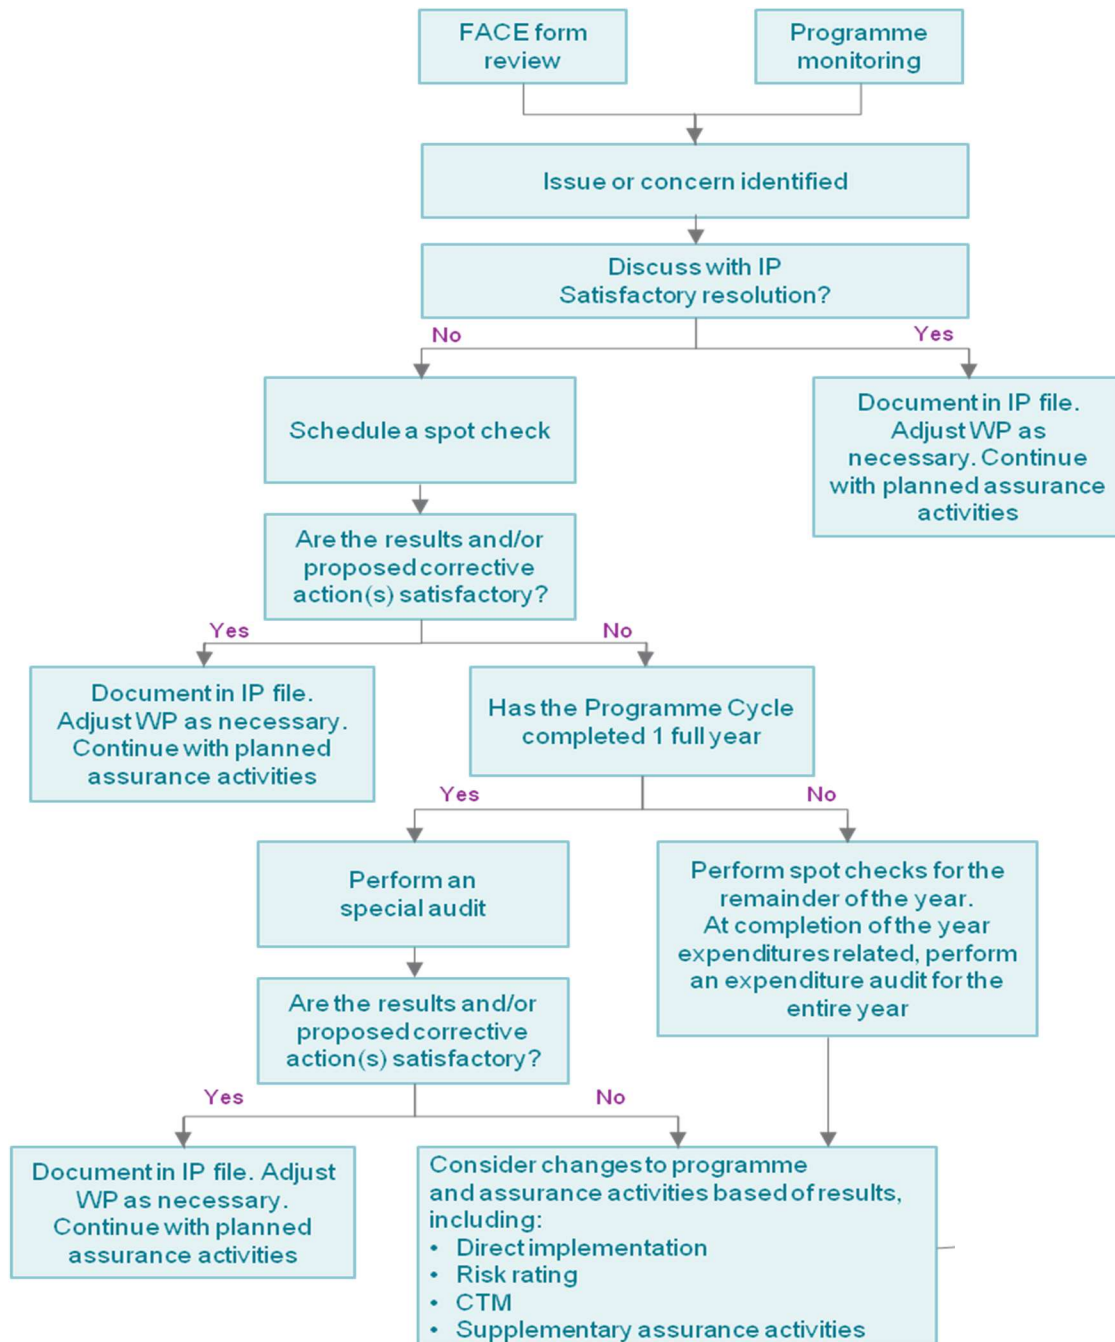 FACE form
review
Programme
monitoring
Issue or concern identified
Discuss with IP
Satisfactory resolution?
No
Yes
Schedule a spot check
Document in IP file.
Adjust WP as
necessary. Continue
with planned assurance
activities
Are the results and/or
proposed corrective
action(s) satisfactory?
Yes
No
Document in IP file.
Adjust WP as necessary.
Continue with planned
assurance activities
Has the Programme Cycle
completed 1 full year
Yes
No
Perform an
special audit
Perform spot checks for the
remainder of the year.
At completion of the year
expenditures related, perform
an expenditure audit for the
entire year
Are the results and/or
proposed corrective
action(s) satisfactory?
Yes
No
Document in IP file. Adjust
WP as necessary.
Continue with planned
assurance activities
Consider changes to programme
and assurance activities based of results,
including:
• Direct implementation
• Risk rating
• CTM
• Supplementary assurance activities